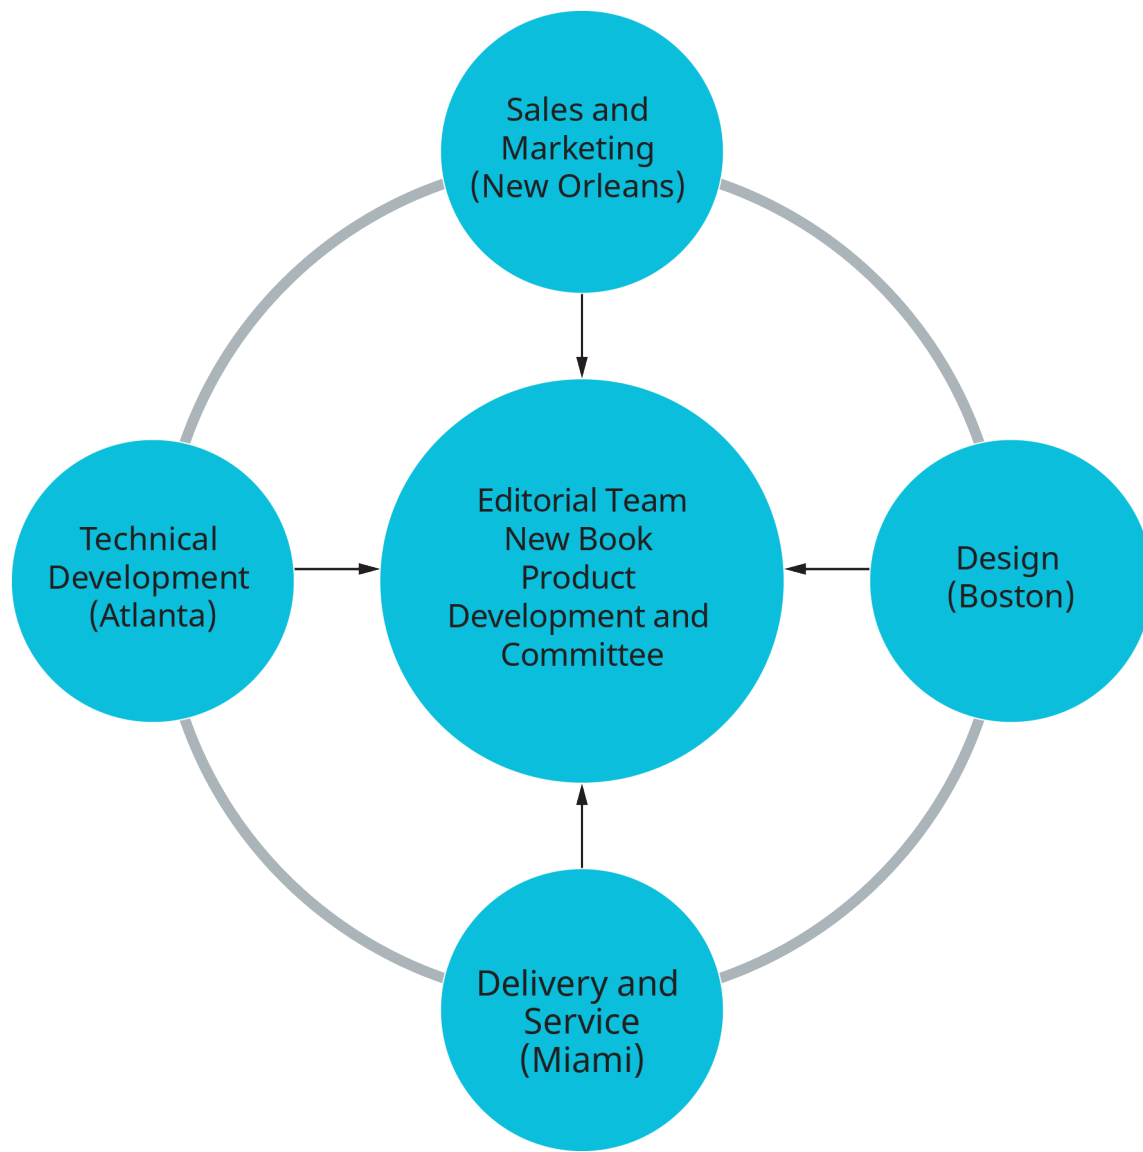 Sales and
Marketing
(New Orleans)
Technical
Development
(Atlanta)
Editorial Team
New Book
Product
Development and
Committee
Design
(Boston)
Delivery and
Service
(Miami)